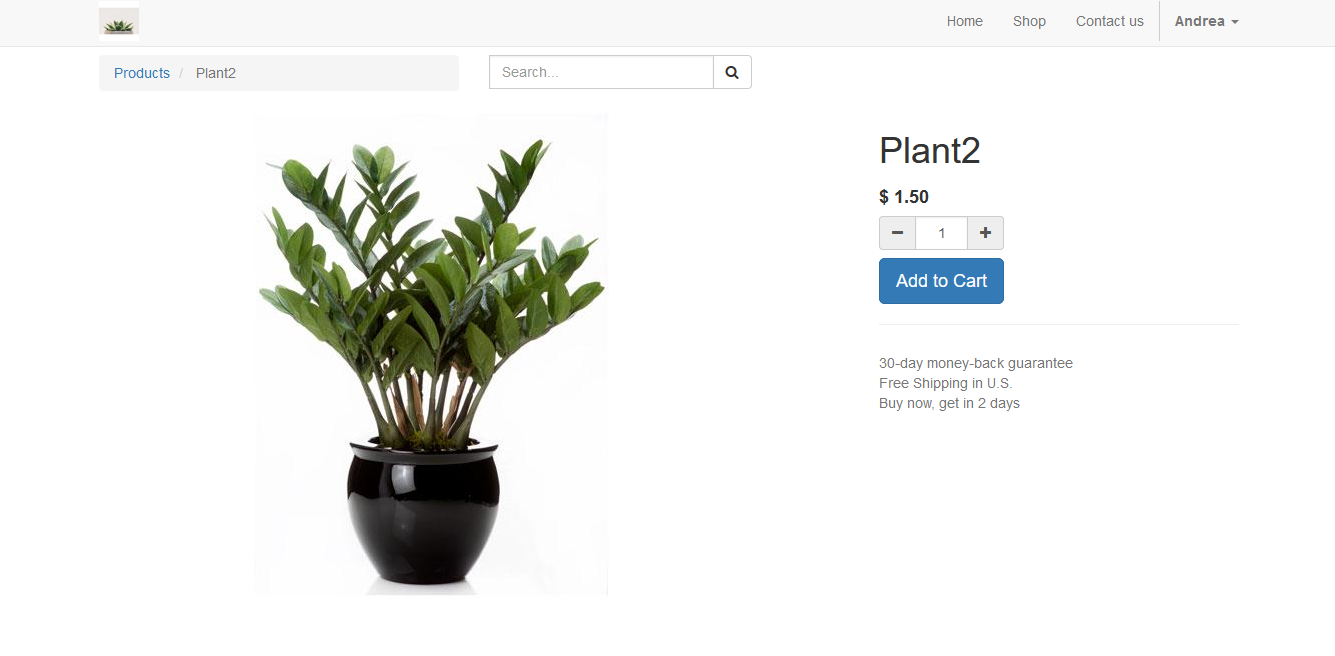 Home Shop Contact us Andrea
Products / Plant2
Search...
Plant2
$ 1.50
1
Add to Cart
30-day money-back guarantee
Free Shipping in U.S.
Buy now, get in 2 days